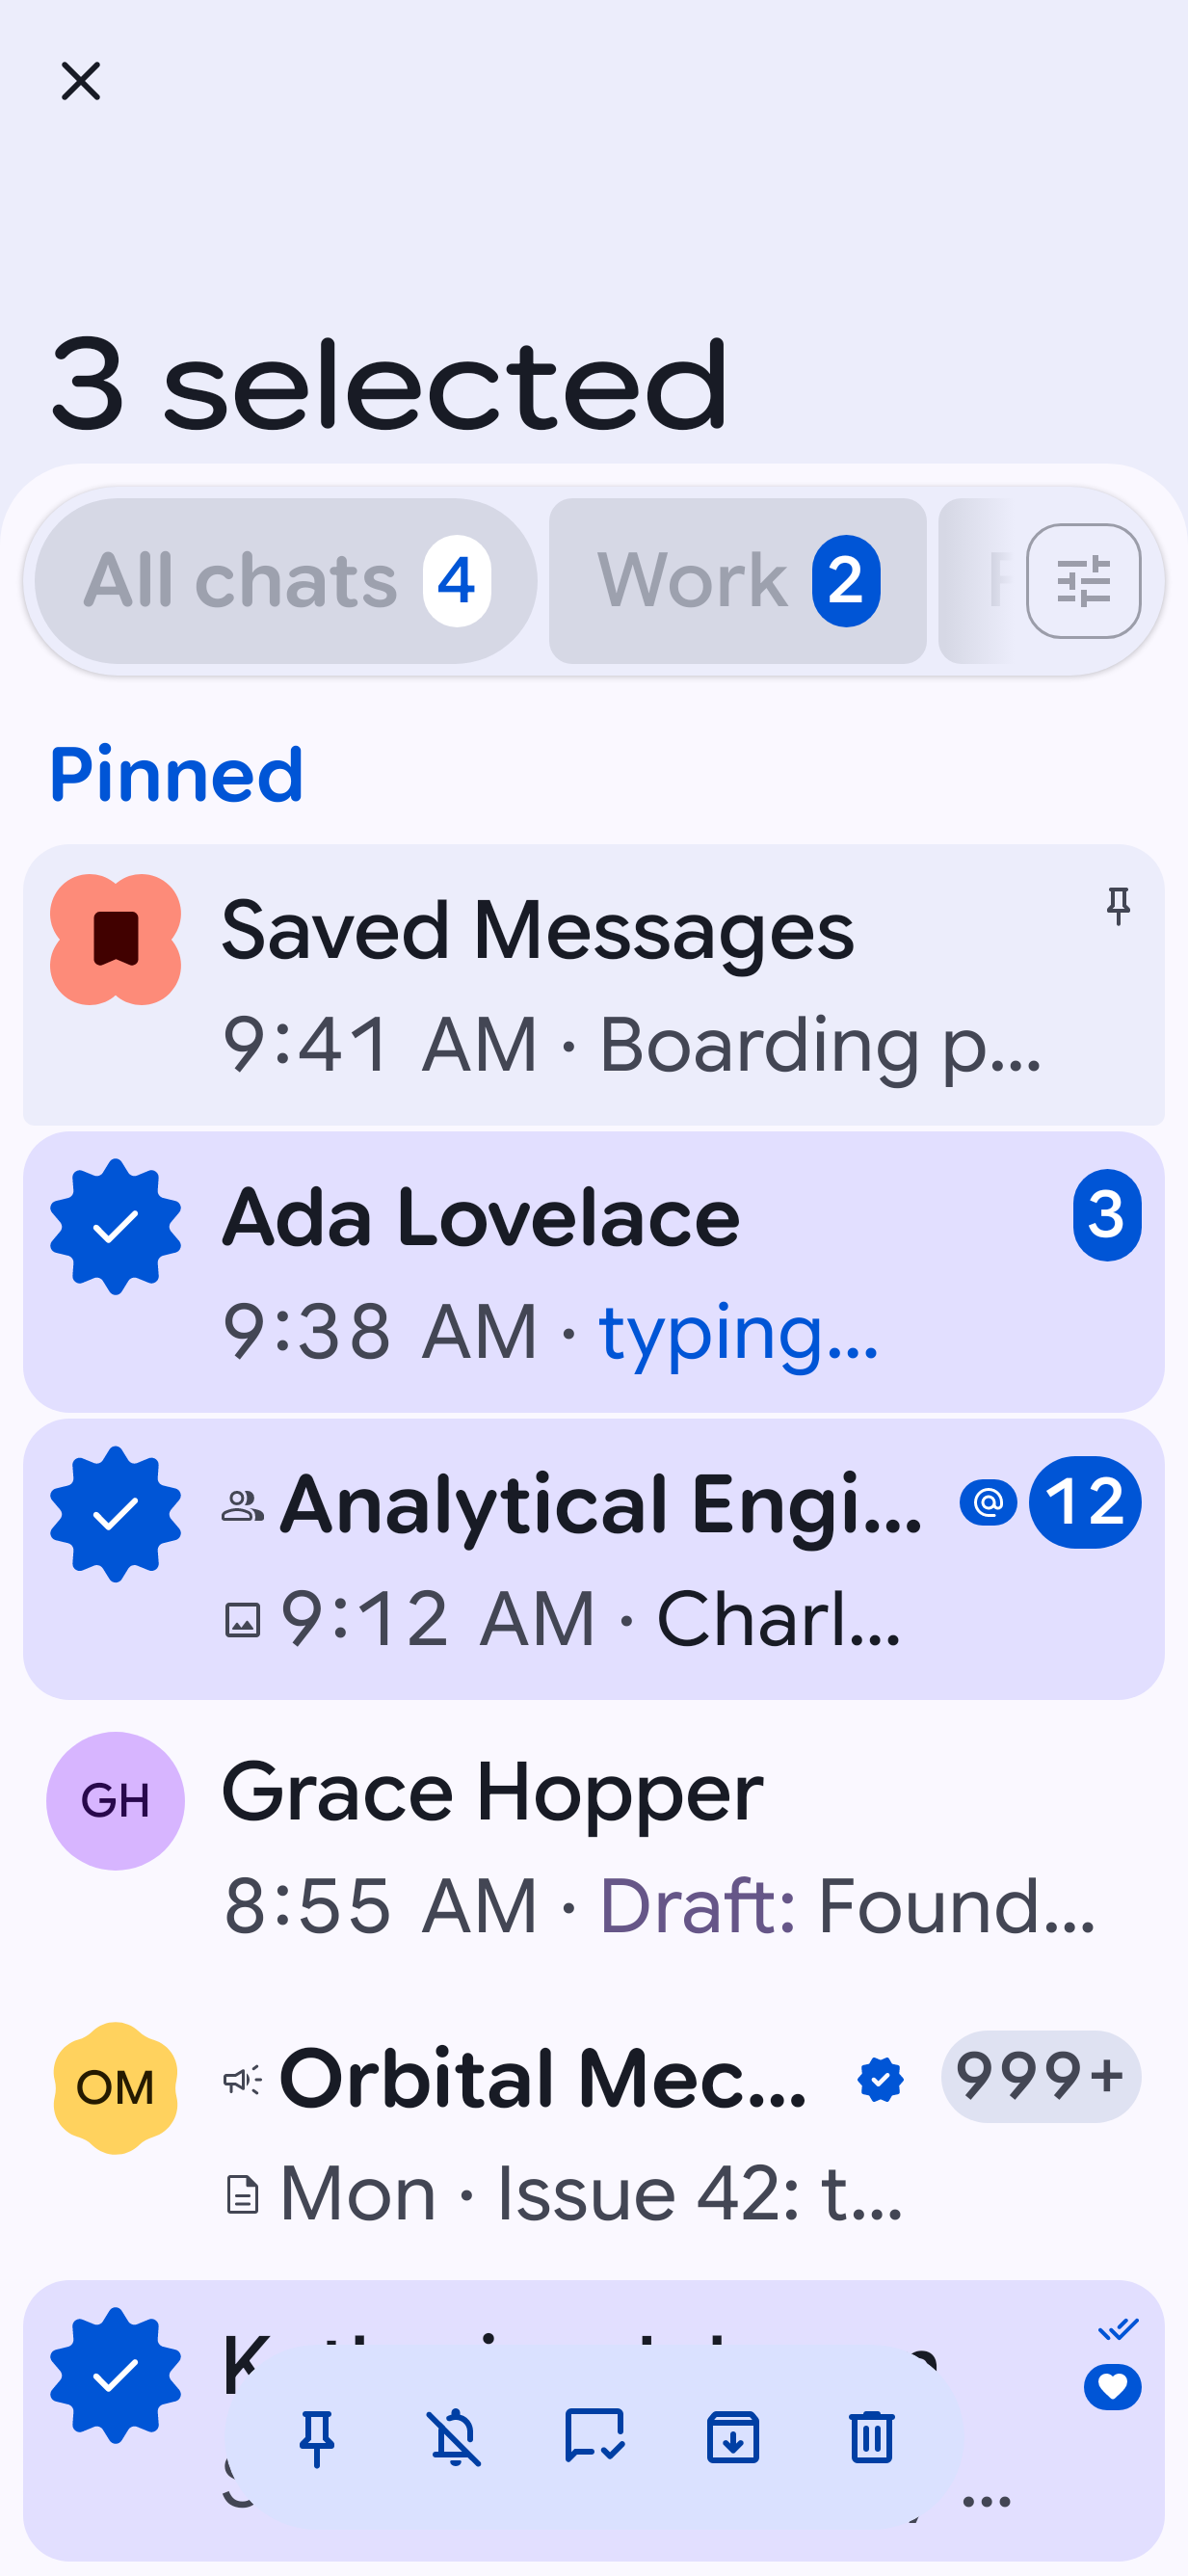 3 selected
All chats 4 Work 2
Pinned
Saved Messages
9:41 AM · Boarding p...
Ada Lovelace 3
9:38 AM · typing...
Analytical Engi... @ 12
9:12 AM · Charl...
GH Grace Hopper
8:55 AM · Draft: Found...
OM Orbital Mec... 999+
Mon · Issue 42: t...